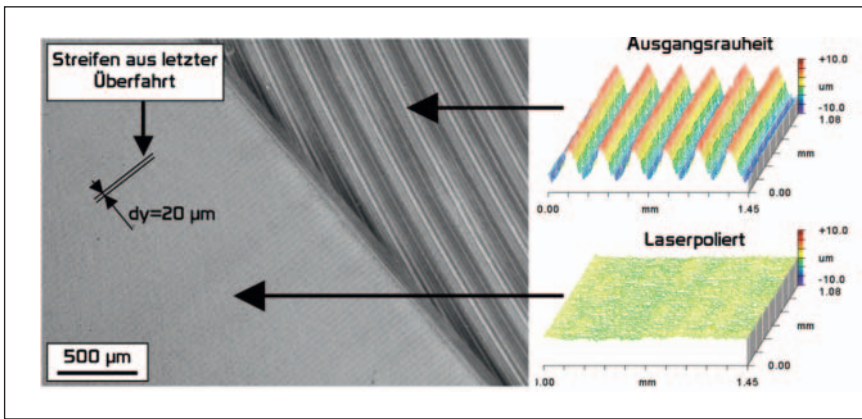 Streifen aus letzter
Überfahrt
dy=20 µm
500 µm
Ausgangsrauheit
+10.0
um
-10.0
1.08
mm
0.00
0.00
mm
1.45
Laserpoliert
+10.0
um
-10.0
1.08
mm
0.00
0.00
mm
1.45